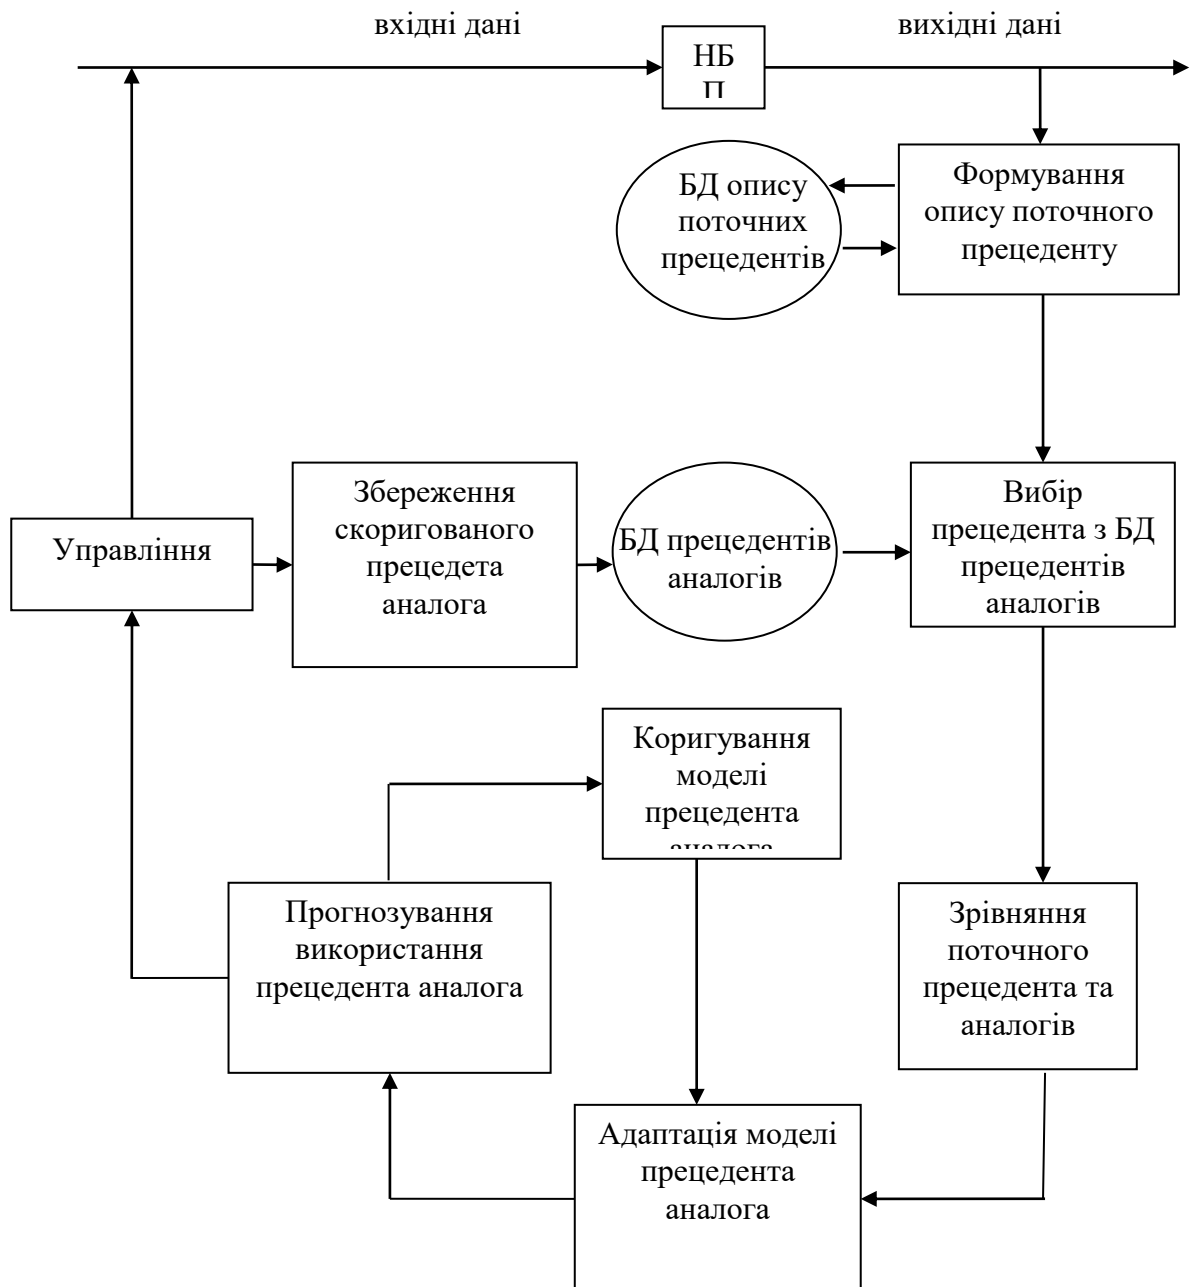 вхідні дані
вихідні дані
НБ
П
БД опису
поточних
прецедентів
Формування
опису поточного
прецеденту
Управління
Збереження
скоригованого
прецедета
аналога
БД прецедентів
аналогів
Вибір
прецедента з БД
прецедентів
аналогів
Коригування
моделі
прецедента
аналога
Прогнозування
використання
прецедента аналога
Зрівняння
поточного
прецедента та
аналогів
Адаптація моделі
прецедента
аналога